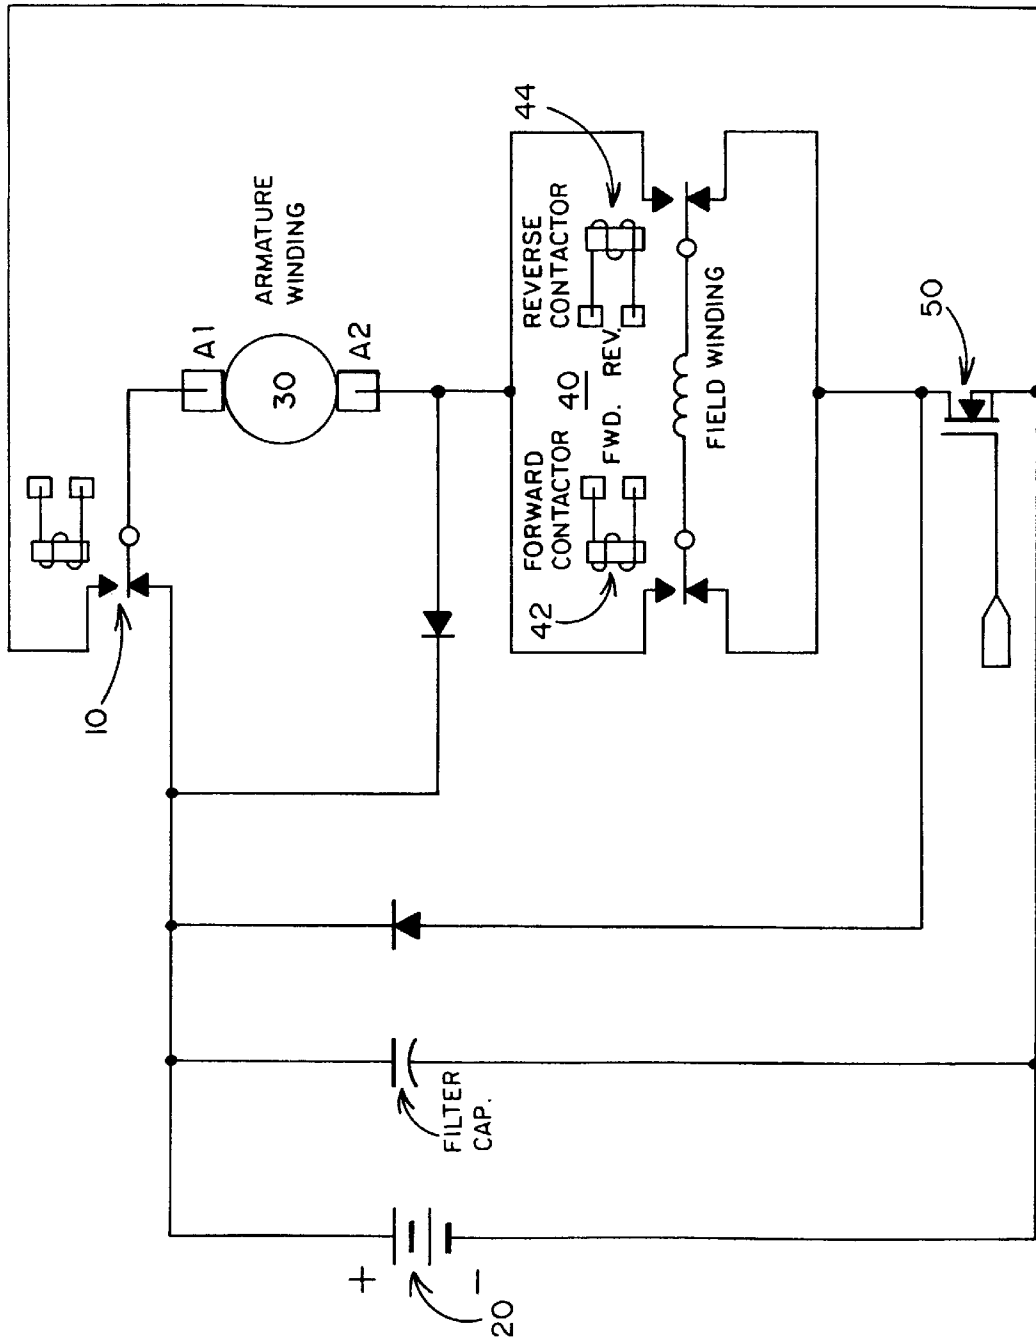 10
ARMATURE
WINDING
A1
30
A2
44
REVERSE
CONTACTOR
FORWARD
CONTACTOR
40
FWD. REV.
42
FIELD WINDING
50
FILTER
CAP.
+
−
20